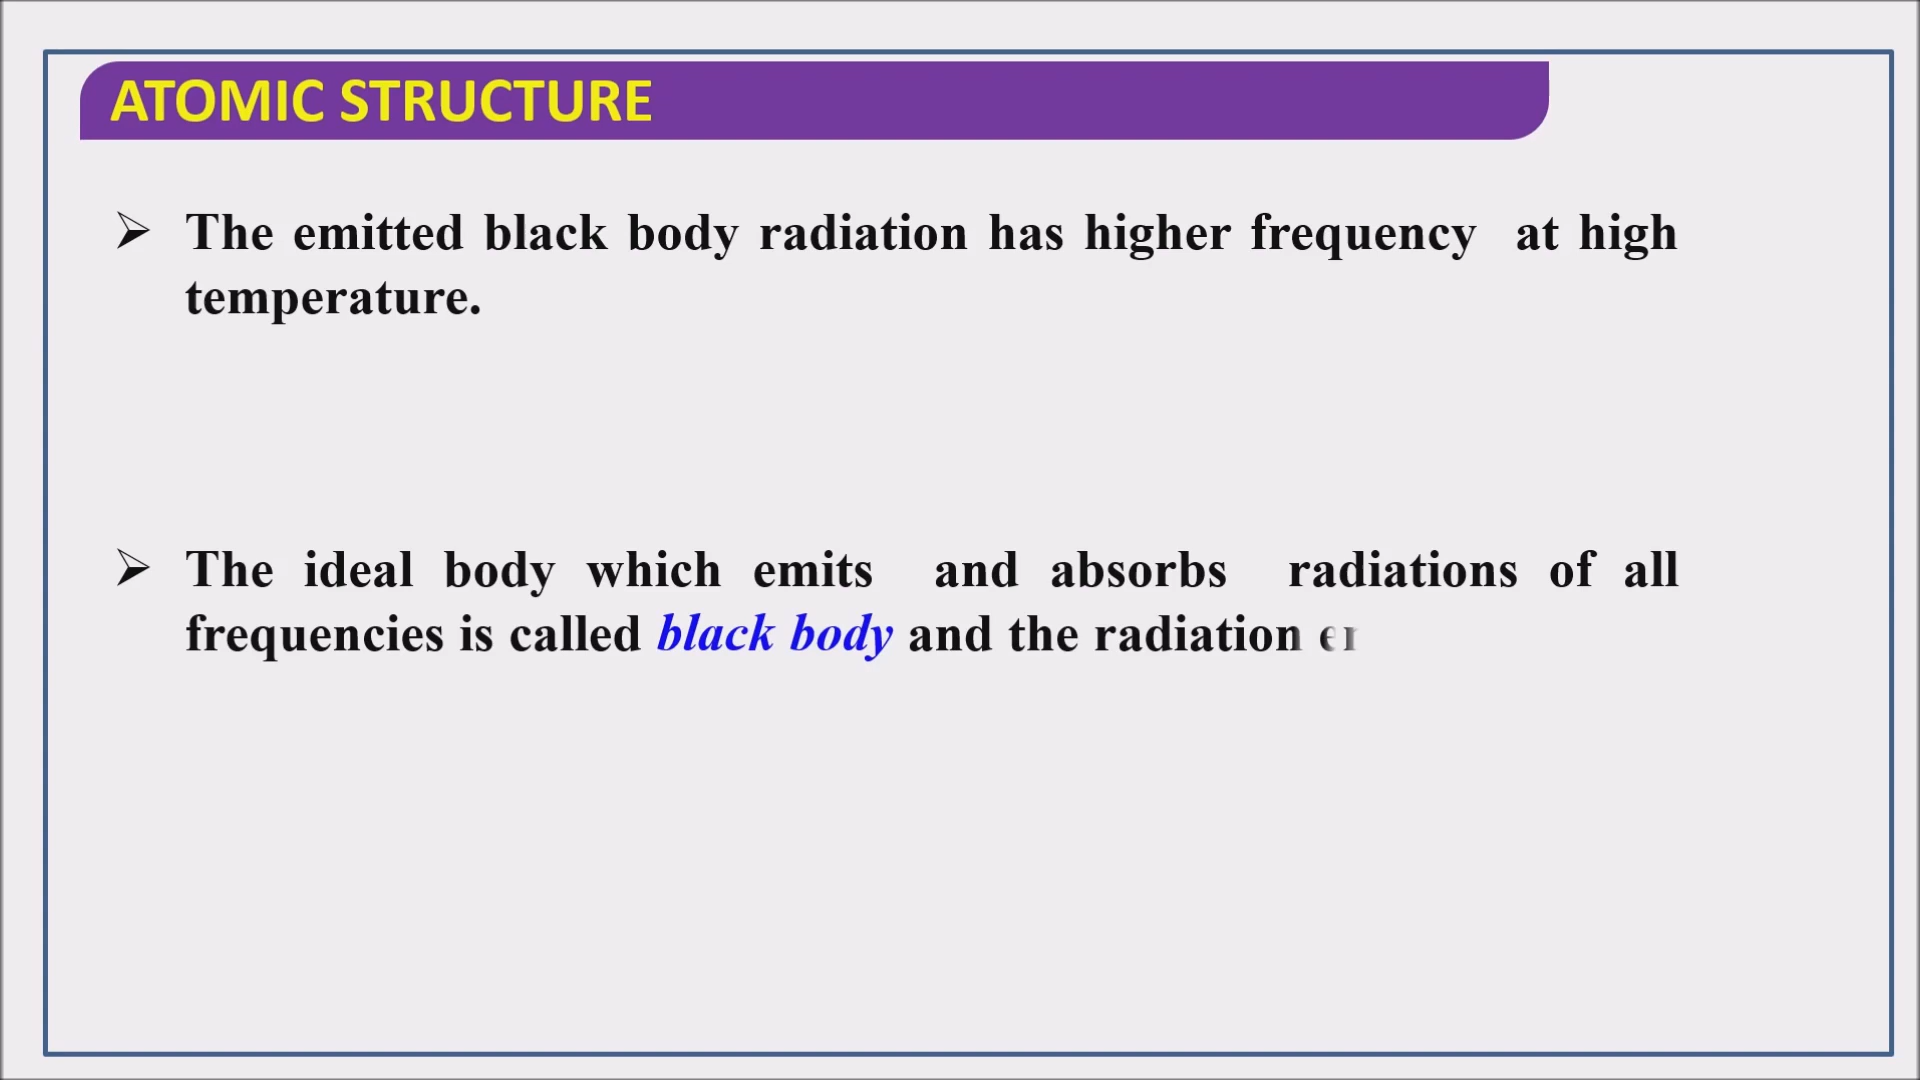 ATOMIC STRUCTURE
➢ The emitted black body radiation has higher frequency at high
temperature.
➢ The ideal body which emits and absorbs radiations of all
frequencies is called black body and the radiation